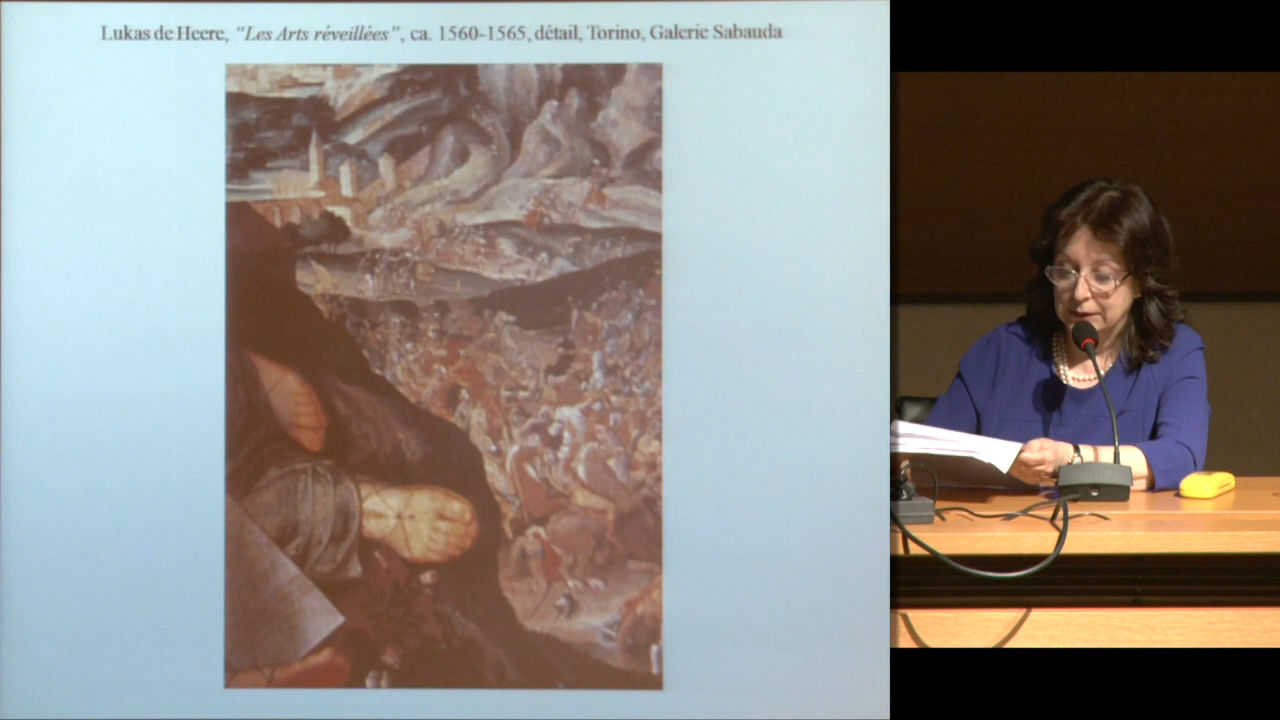 Lukas de Heere, “Les Arts réveillées”, ca. 1560-1565, détail, Torino, Galerie Sabauda